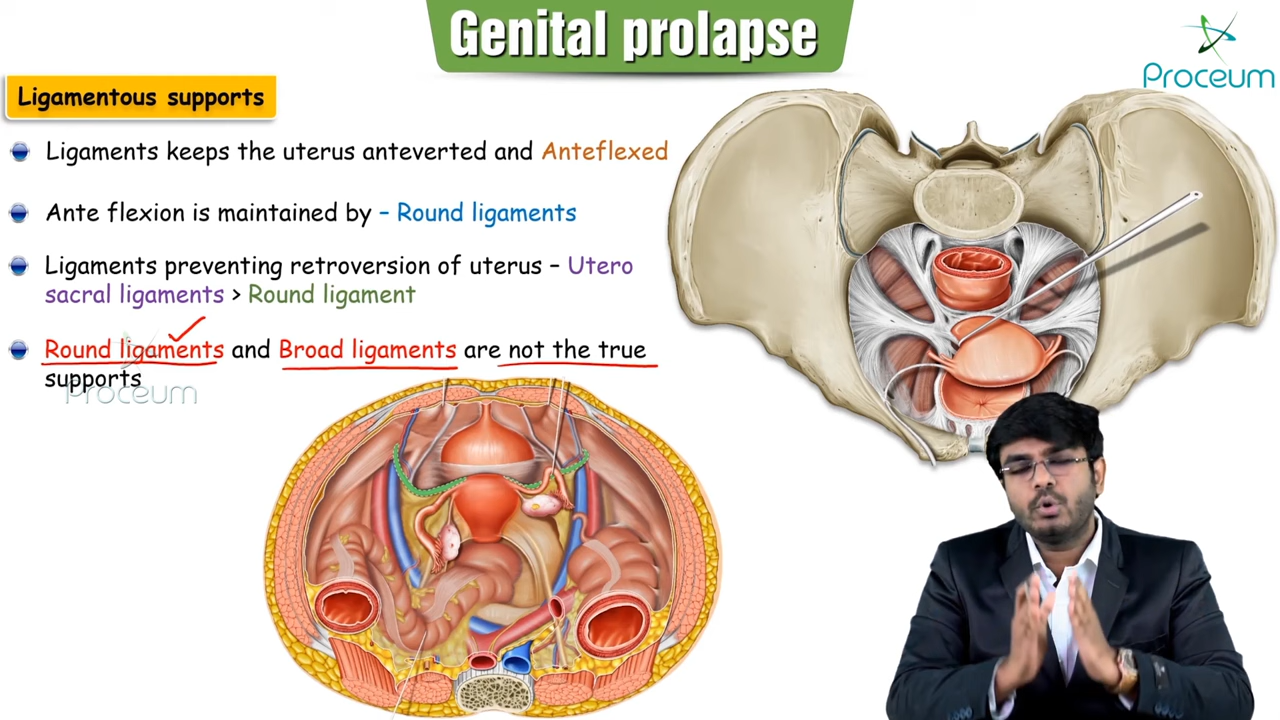 Genital prolapse
Proceum
Ligamentous supports
Ligaments keeps the uterus anteverted and Anteflexed
Ante flexion is maintained by – Round ligaments
Ligaments preventing retroversion of uterus – Utero
sacral ligaments > Round ligament
Round ligaments and Broad ligaments are not the true
supports
Proceum